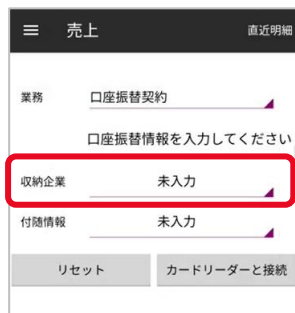 売上 直近明細
業務 口座振替契約
口座振替情報を入力してください
収納企業 未入力
付随情報 未入力
リセット カードリーダーと接続